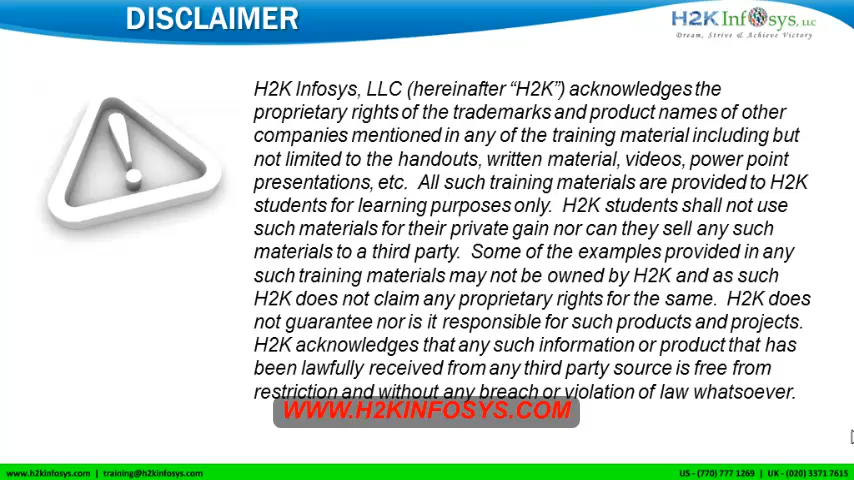 DISCLAIMER
H2K Infosys, LLC
Dream, Strive & Achieve Victory
H2K Infosys, LLC (hereinafter “H2K”) acknowledges the
proprietary rights of the trademarks and product names of other
companies mentioned in any of the training material including but
not limited to the handouts, written material, videos, power point
presentations, etc.  All such training materials are provided to H2K
students for learning purposes only.  H2K students shall not use
such materials for their private gain nor can they sell any such
materials to a third party.  Some of the examples provided in any
such training materials may not be owned by H2K and as such
H2K does not claim any proprietary rights for the same.  H2K does
not guarantee nor is it responsible for such products and projects.
H2K acknowledges that any such information or product that has
been lawfully received from any third party source is free from
restriction and without any breach or violation of law whatsoever.
WWW.H2KINFOSYS.COM
www.h2kinfosys.com | training@h2kinfosys.com
US - (770) 777 1269 | UK - (020) 3371 7615